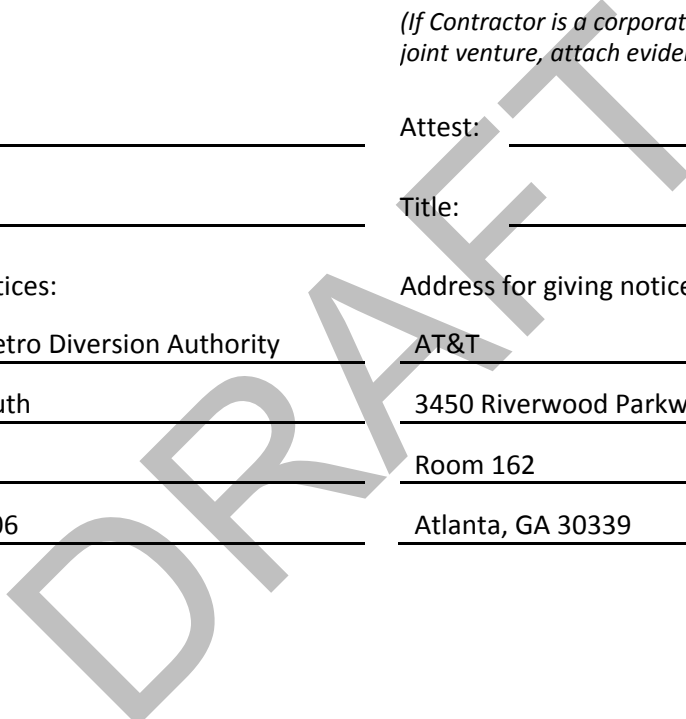 tices:
etro Diversion Authority
uth
06
(If Contractor is a corporat
joint venture, attach evide
Attest:
Title:
Address for giving notice
AT&T
3450 Riverwood Parkw
Room 162
Atlanta, GA 30339
DRAFT